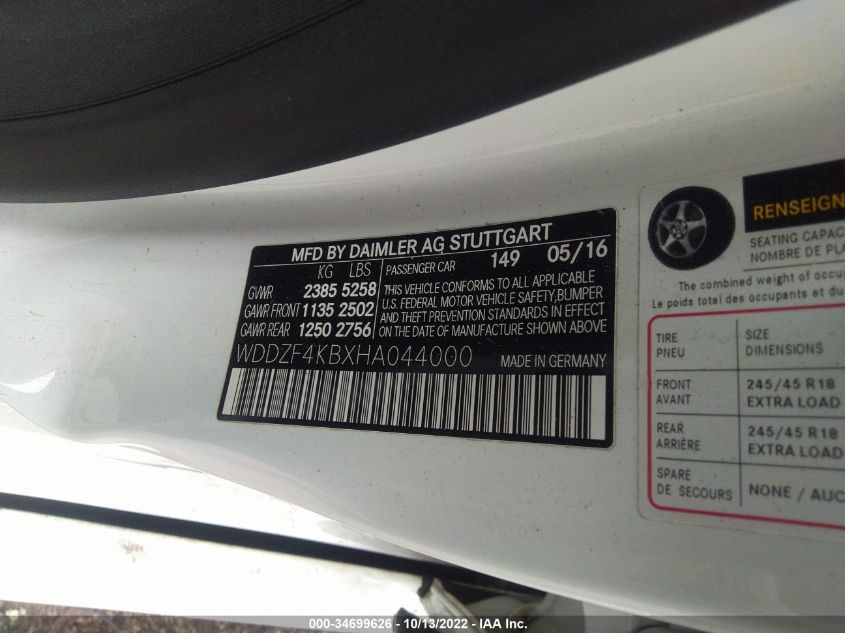 MFD BY DAIMLER AG STUTTGART
KG LBS PASSENGER CAR 149 05/16
GVWR 2385 5258
GAWR FRONT 1135 2502
GAWR REAR 1250 2756
THIS VEHICLE CONFORMS TO ALL APPLICABLE
U.S. FEDERAL MOTOR VEHICLE SAFETY, BUMPER
AND THEFT PREVENTION STANDARDS IN EFFECT
ON THE DATE OF MANUFACTURE SHOWN ABOVE
WDDZF4KBXHA044000 MADE IN GERMANY
RENSEIGN
SEATING CAPAC
NOMBRE DE PLA
The combined weight of occup
Le poids total des occupants et du
TIRE SIZE
PNEU DIMENSIONS
FRONT 245/45 R18
AVANT EXTRA LOAD
REAR 245/45 R18
ARRIÈRE EXTRA LOAD
SPARE
DE SECOURS NONE / AUC
000-34699626 - 10/13/2022 - IAA Inc.